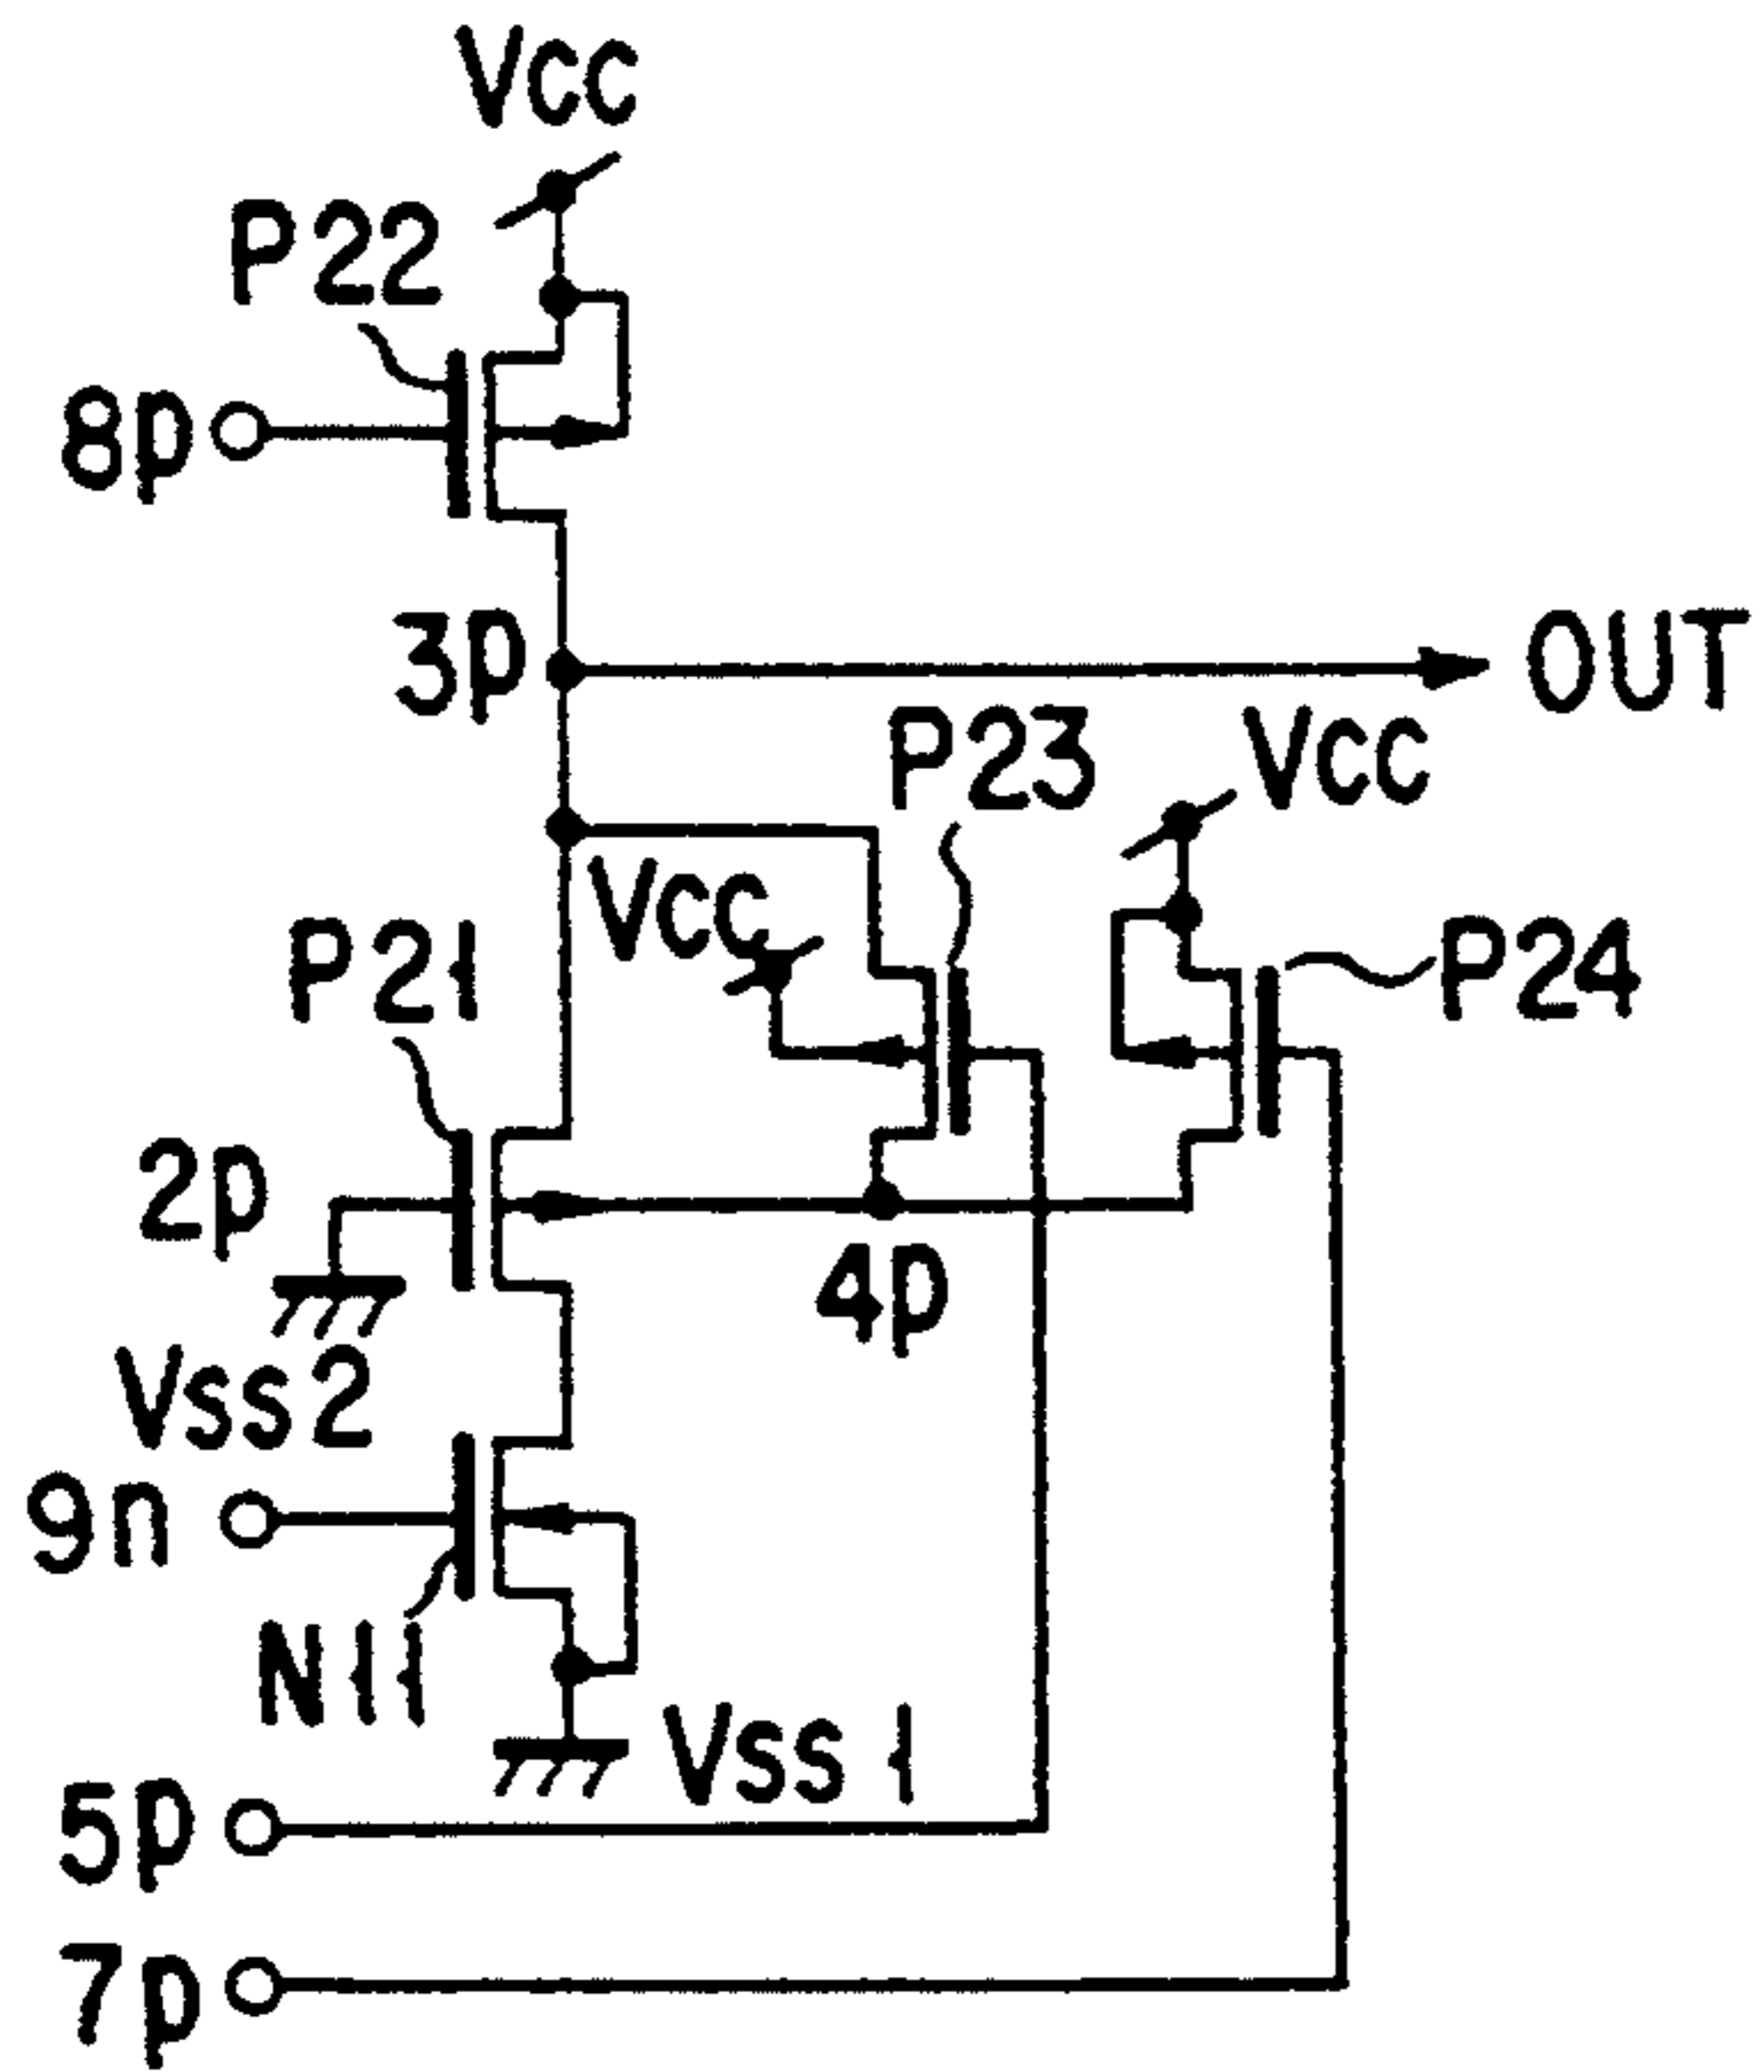 Vcc
P22
8p
3p
OUT
P23
Vcc
Vcc
P21
P24
2p
4p
Vss2
9n
N11
Vss1
5p
7p